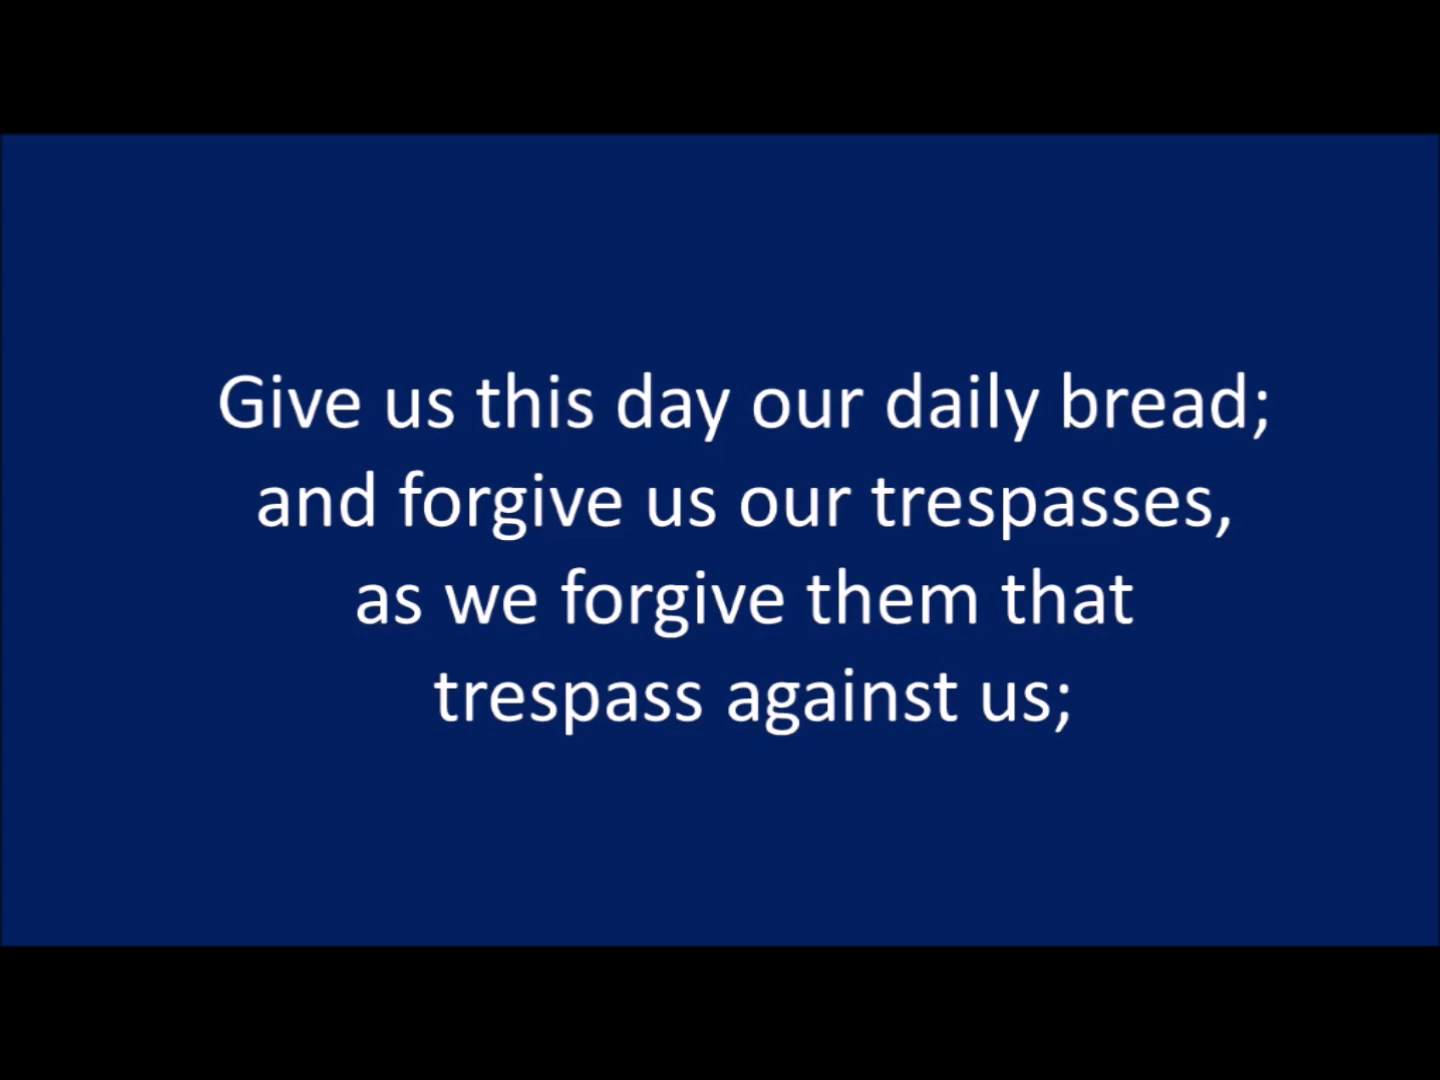 Give us this day our daily bread;
and forgive us our trespasses,
as we forgive them that
trespass against us;